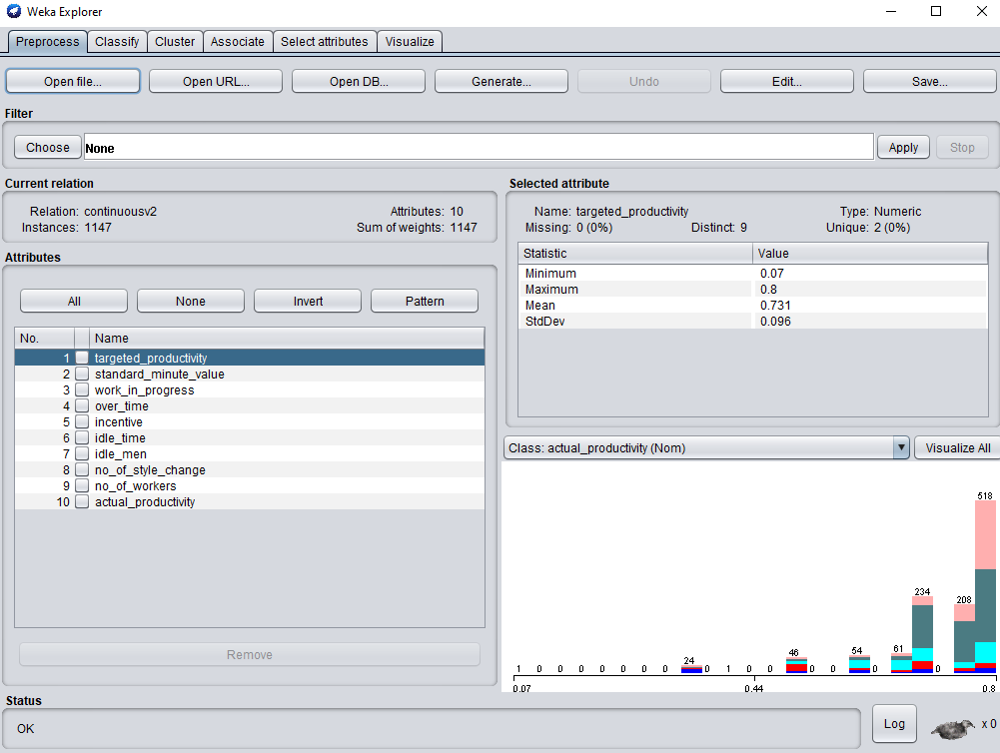 Weka Explorer
Preprocess Classify Cluster Associate Select attributes Visualize
Open file... Open URL... Open DB... Generate... Undo Edit... Save...
Filter
Choose None Apply Stop
Current relation
Relation: continuousv2 Attributes: 10
Instances: 1147 Sum of weights: 1147
Attributes
All None Invert Pattern
No. Name
1 targeted_productivity
2 standard_minute_value
3 work_in_progress
4 over_time
5 incentive
6 idle_time
7 idle_men
8 no_of_style_change
9 no_of_workers
10 actual_productivity
Remove
Selected attribute
Name: targeted_productivity Type: Numeric
Missing: 0 (0%) Distinct: 9 Unique: 2 (0%)
Statistic Value
Minimum 0.07
Maximum 0.8
Mean 0.731
StdDev 0.096
Class: actual_productivity (Nom) Visualize All
518
234
208
46 54 61
24
1 0 0 0 0 0 0 0 0 1 0 0 0 0 0 0
0.07 0.44 0.8
Status
OK Log x 0